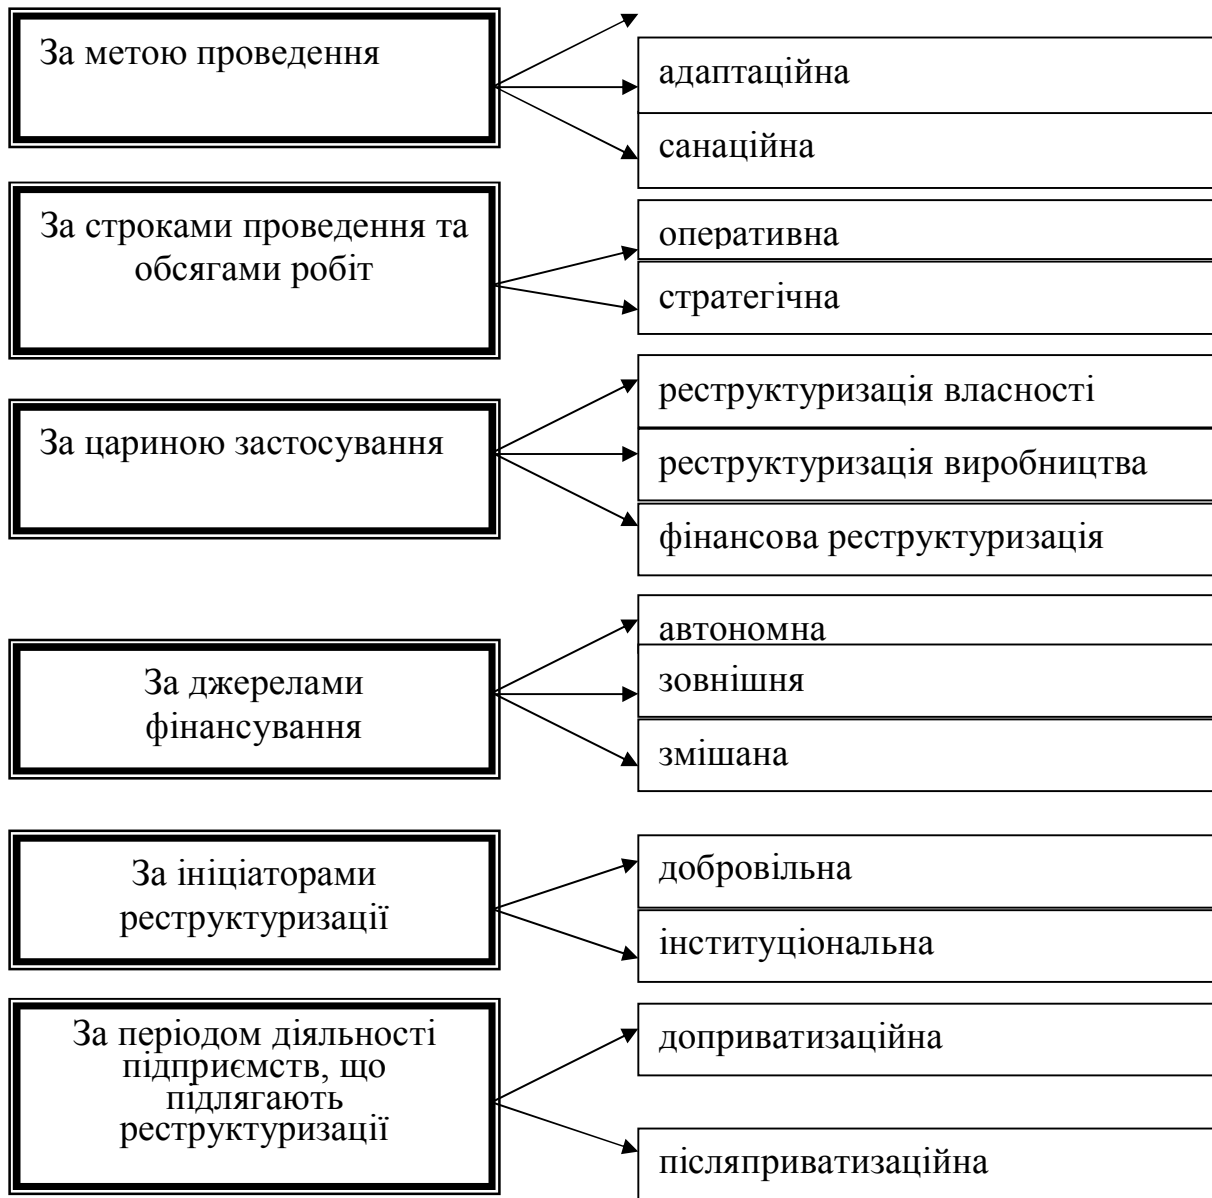 За метою проведення
адаптаційна
санаційна
За строками проведення та
обсягами робіт
оперативна
стратегічна
За цариною застосування
реструктуризація власності
реструктуризація виробництва
фінансова реструктуризація
За джерелами
фінансування
автономна
зовнішня
змішана
За ініціаторами
реструктуризації
добровільна
інституціональна
За періодом діяльності
підприємств, що
підлягають
реструктуризації
доприватизаційна
післяприватизаційна